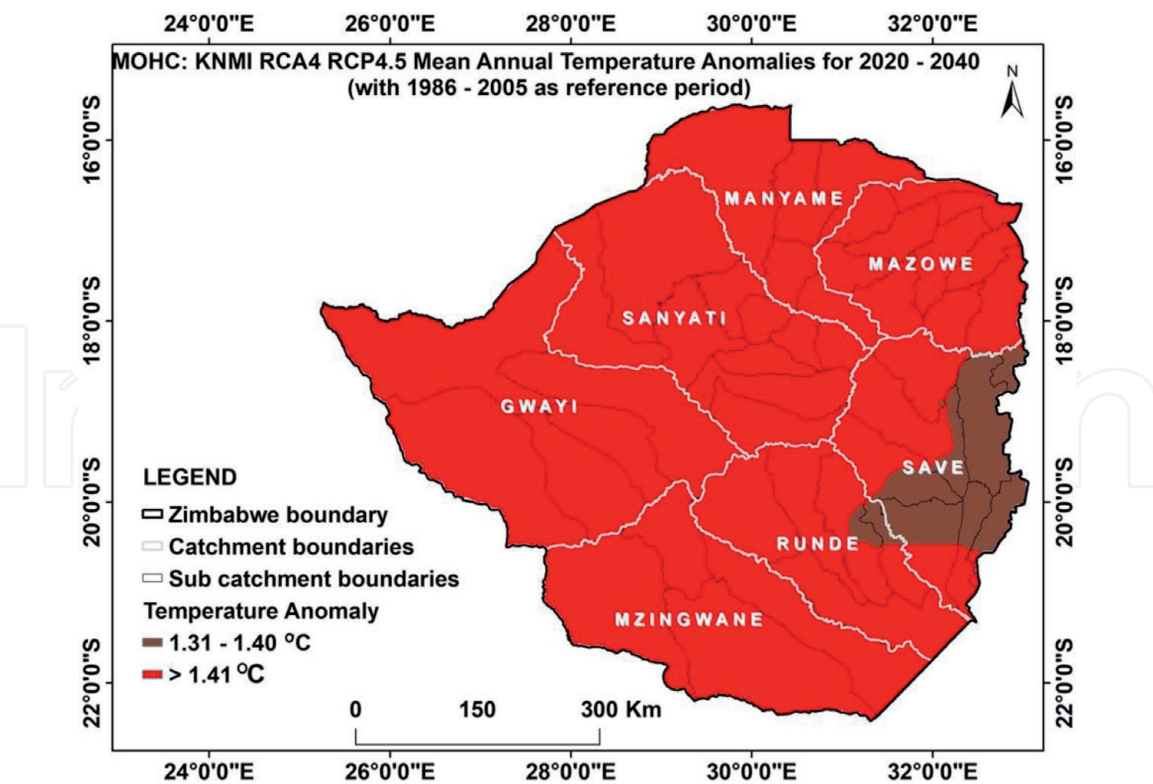 24°0'0"E 26°0'0"E 28°0'0"E 30°0'0"E 32°0'0"E
MOHC: KNMI RCA4 RCP4.5 Mean Annual Temperature Anomalies for 2020 - 2040
(with 1986 - 2005 as reference period)
N
16°0'0"S 16°0'0"S
MANYAME
MAZOWE
18°0'0"S 18°0'0"S
SANYATI
GWAYI
SAVE
20°0'0"S 20°0'0"S
RUNDE
MZINGWANE
22°0'0"S 22°0'0"S
LEGEND
Zimbabwe boundary
Catchment boundaries
Sub catchment boundaries
Temperature Anomaly
1.31 - 1.40 °C
> 1.41 °C
0 150 300 Km
24°0'0"E 26°0'0"E 28°0'0"E 30°0'0"E 32°0'0"E